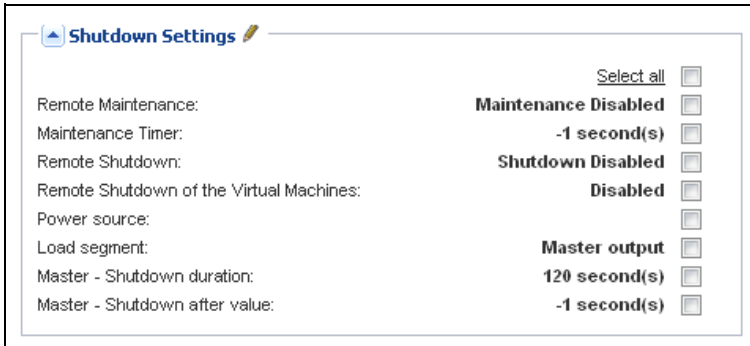 Shutdown Settings
Select all
Remote Maintenance: Maintenance Disabled
Maintenance Timer: -1 second(s)
Remote Shutdown: Shutdown Disabled
Remote Shutdown of the Virtual Machines: Disabled
Power source:
Load segment: Master output
Master - Shutdown duration: 120 second(s)
Master - Shutdown after value: -1 second(s)